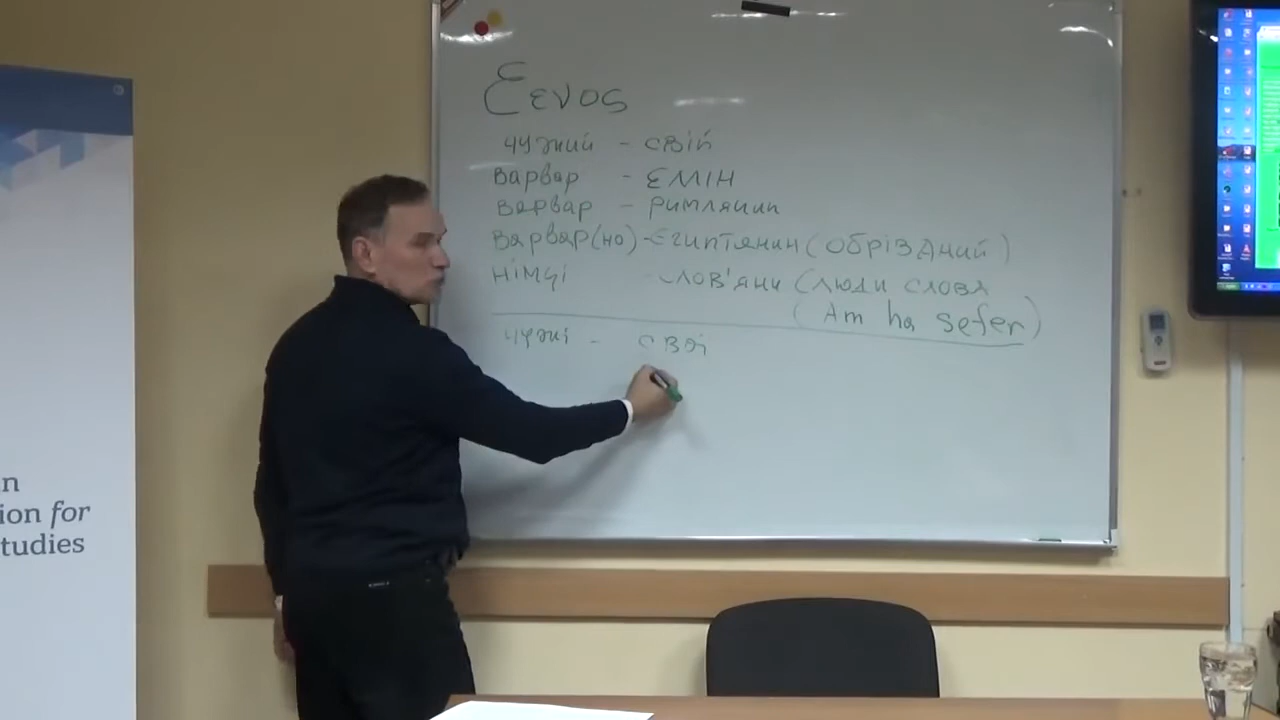 Ξενος
чужий - свій
варвар - еллін
варвар - римлянин
варвар(но) - Єгиптянин (обрізаний)
німці - слов'яни (люди слова
(Am ha sefer)
чужі - свої
n
ion for
tudies